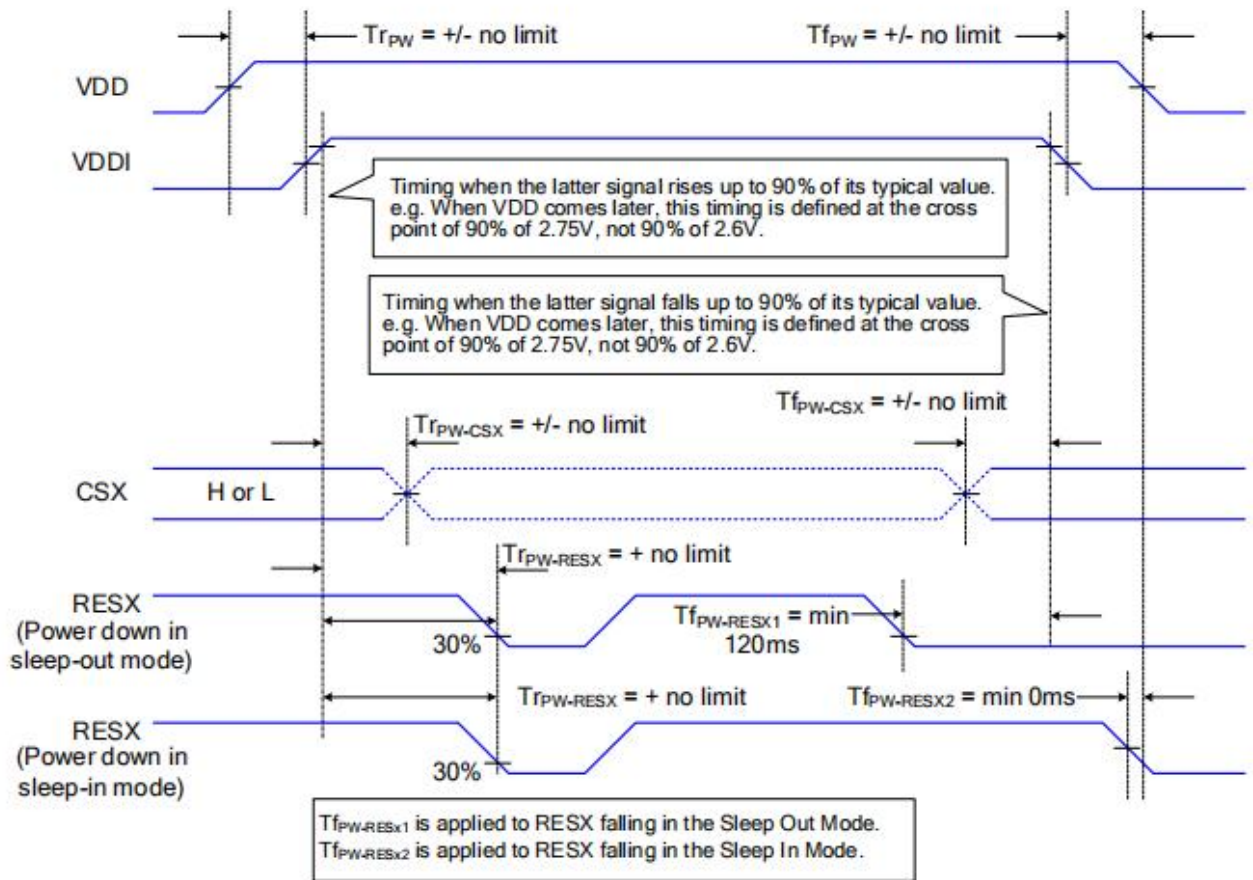 TrPW = +/- no limit
TfPW = +/- no limit
VDD
VDDI
Timing when the latter signal rises up to 90% of its typical value.
e.g. When VDD comes later, this timing is defined at the cross
point of 90% of 2.75V, not 90% of 2.6V.
Timing when the latter signal falls up to 90% of its typical value.
e.g. When VDD comes later, this timing is defined at the cross
point of 90% of 2.75V, not 90% of 2.6V.
TfPW-CSX = +/- no limit
TrPW-CSX = +/- no limit
CSX
H or L
TrPW-RESX = + no limit
RESX
(Power down in
sleep-out mode)
30%
TfPW-RESX1 = min
120ms
TrPW-RESX = + no limit
TfPW-RESX2 = min 0ms
RESX
(Power down in
sleep-in mode)
30%
TfPW-RESx1 is applied to RESX falling in the Sleep Out Mode.
TfPW-RESx2 is applied to RESX falling in the Sleep In Mode.